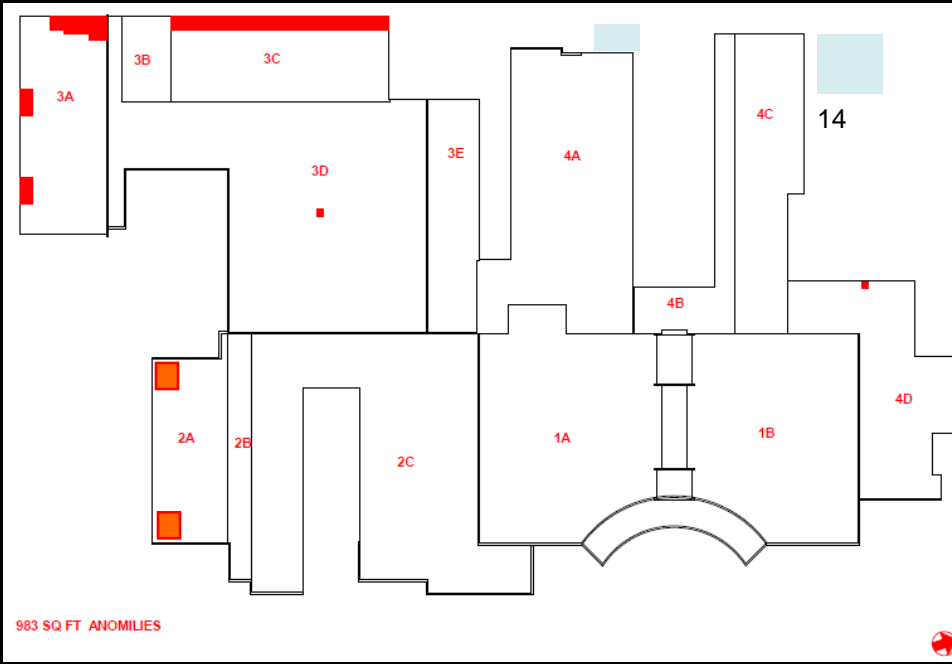 3B
3C
3A
4C
14
3E
4A
3D
4B
4D
2A
2B
1A
1B
2C
983 SQ FT ANOMILIES